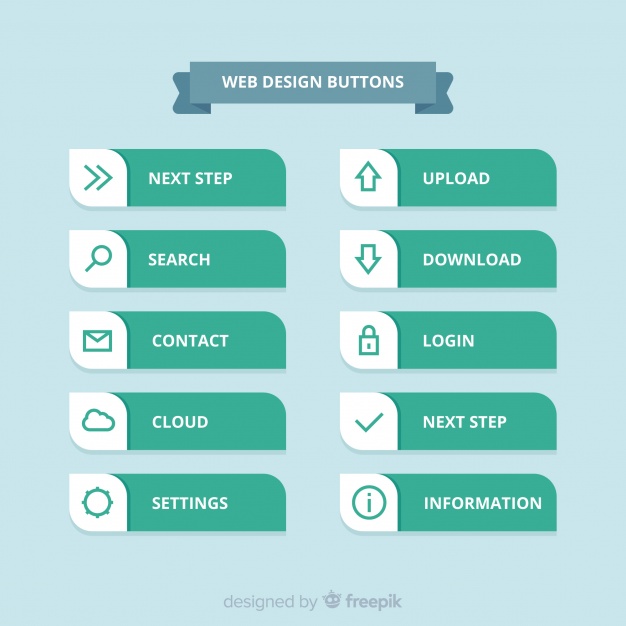 WEB DESIGN BUTTONS
NEXT STEP
UPLOAD
SEARCH
DOWNLOAD
CONTACT
LOGIN
CLOUD
NEXT STEP
SETTINGS
INFORMATION
designed by freepik